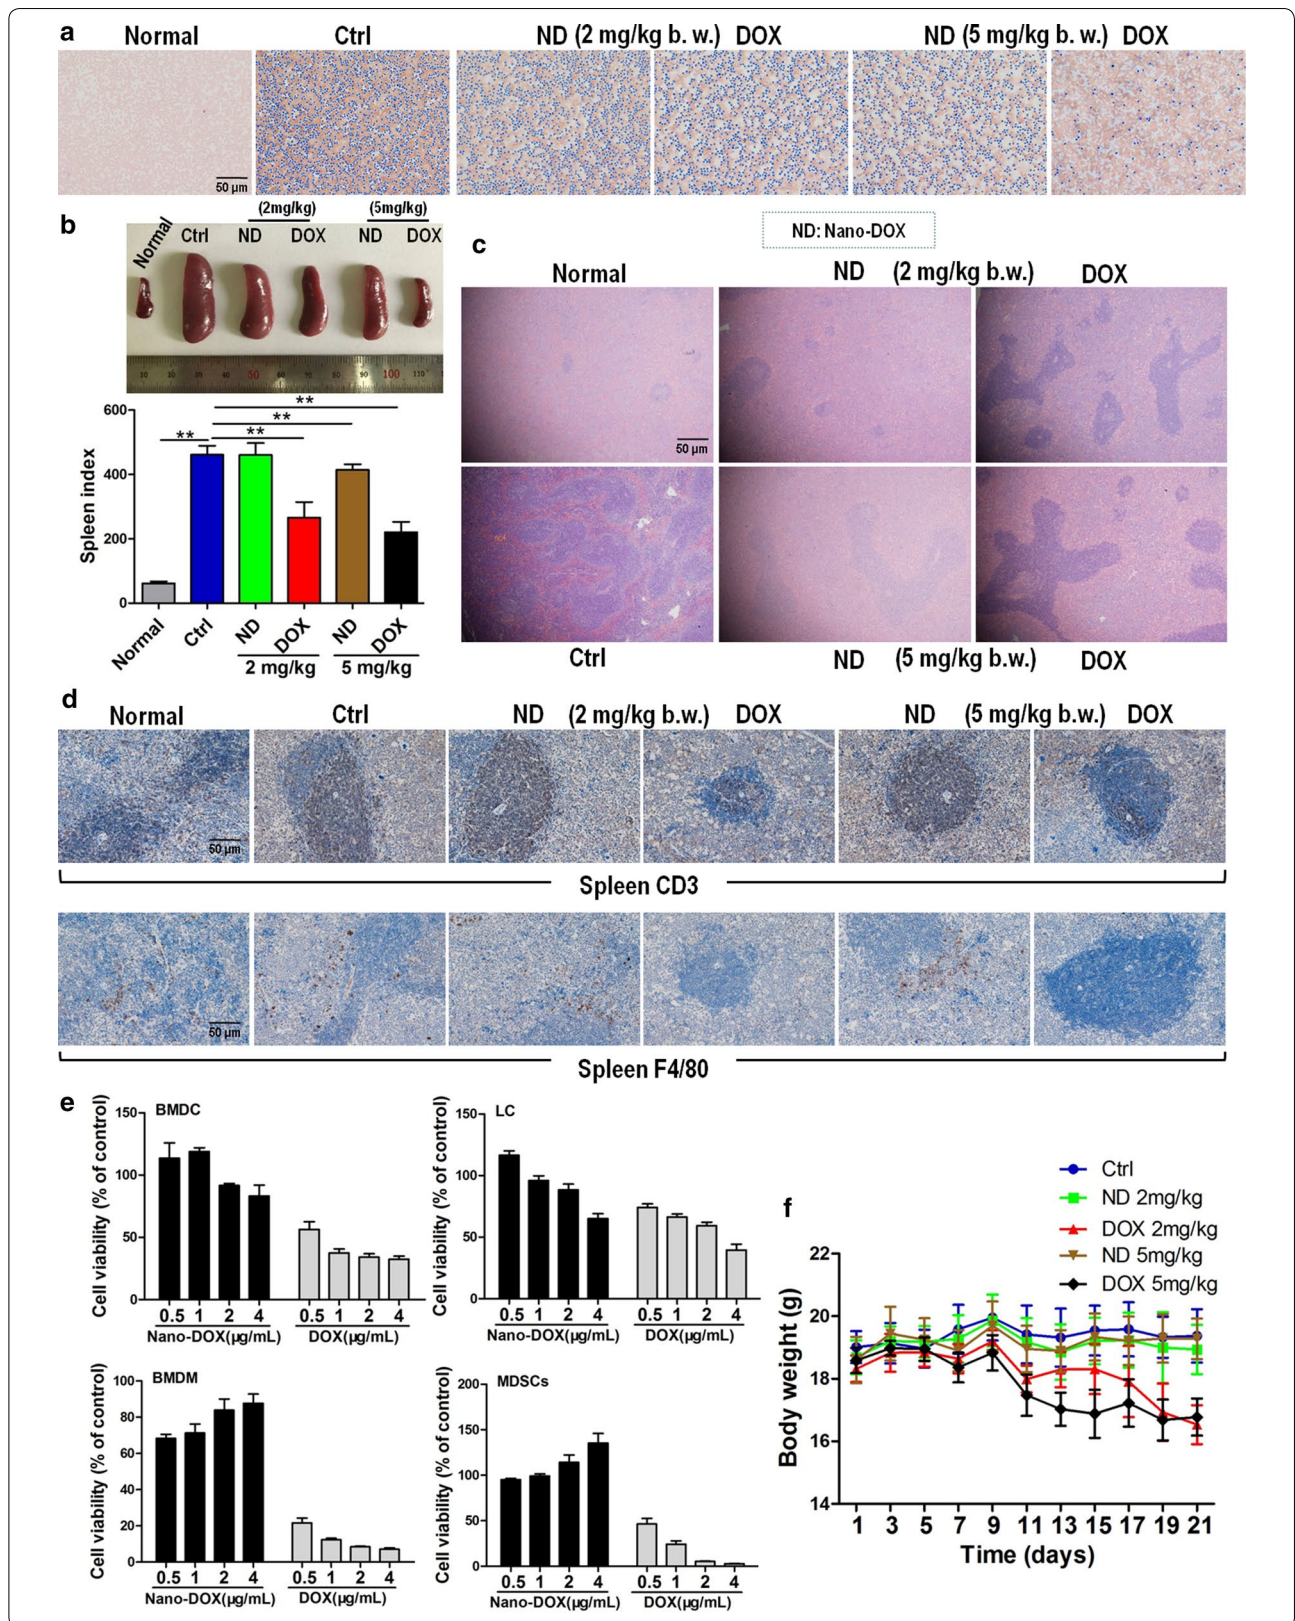 a
Normal Ctrl ND (2 mg/kg b. w.) DOX ND (5 mg/kg b. w.) DOX
50 µm
b
(2mg/kg) (5mg/kg)
Normal Ctrl ND DOX ND DOX
10 20 30 40 50 60 70 80 90 100 110
600
400
200
0
Spleen index
** ** ** **
Normal Ctrl ND DOX ND DOX
2 mg/kg 5 mg/kg
ND: Nano-DOX
c
Normal ND (2 mg/kg b.w.) DOX
50 µm
Ctrl ND (5 mg/kg b.w.) DOX
d
Normal Ctrl ND (2 mg/kg b.w.) DOX ND (5 mg/kg b.w.) DOX
50 µm
Spleen CD3
50 µm
Spleen F4/80
e
BMDC
Cell viability (% of control)
150
100
50
0
0.5 1 2 4 0.5 1 2 4
Nano-DOX(µg/mL) DOX(µg/mL)
LC
Cell viability (% of control)
150
100
50
0
0.5 1 2 4 0.5 1 2 4
Nano-DOX(µg/mL) DOX(µg/mL)
BMDM
Cell viability (% of control)
100
80
60
40
20
0
0.5 1 2 4 0.5 1 2 4
Nano-DOX(µg/mL) DOX(µg/mL)
MDSCs
Cell viability (% of control)
200
150
100
50
0
0.5 1 2 4 0.5 1 2 4
Nano-DOX(µg/mL) DOX(µg/mL)
f
Ctrl
ND 2mg/kg
DOX 2mg/kg
ND 5mg/kg
DOX 5mg/kg
Body weight (g)
22
20
18
16
14
1 3 5 7 9 11 13 15 17 19 21
Time (days)